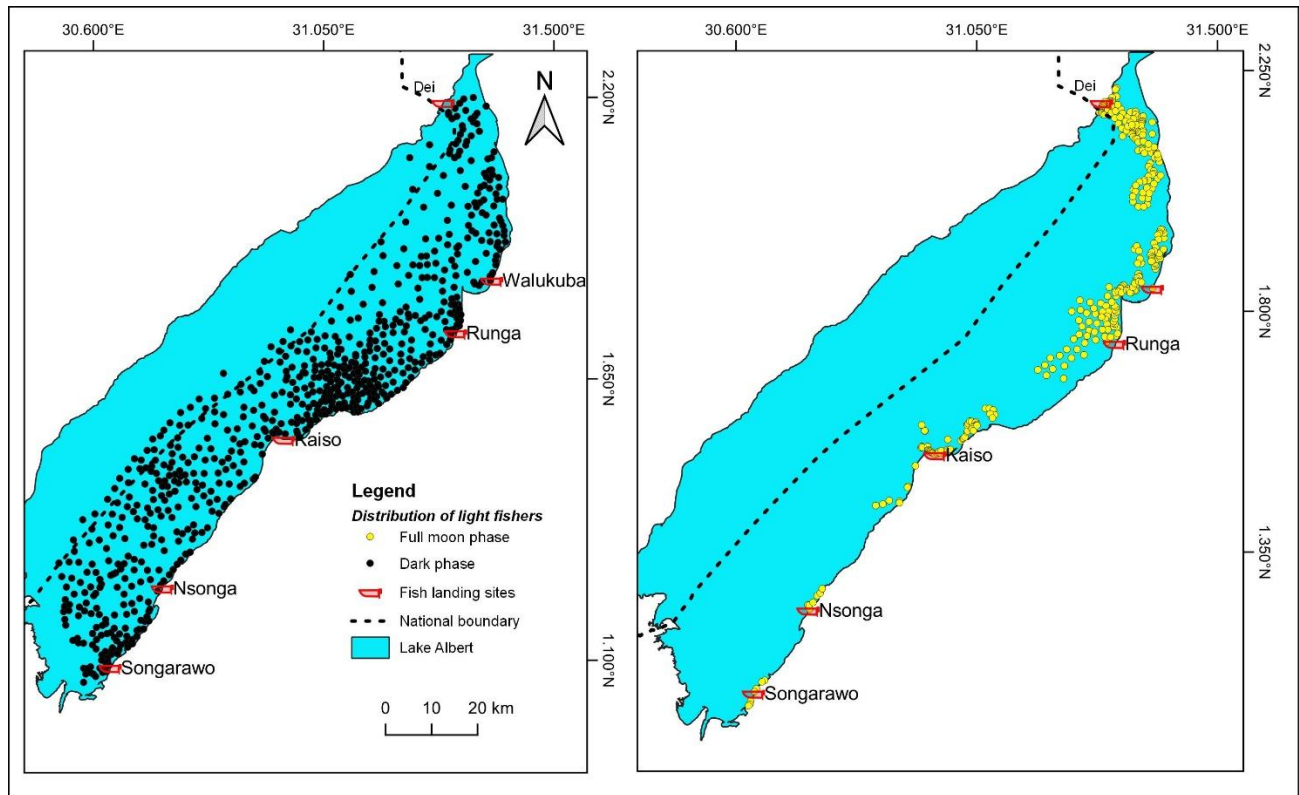 30.600°E 31.050°E 31.500°E
Dei
N
2.200°N
Walukuba
Runga
1.650°N
Kaiso
Legend
Distribution of light fishers
Full moon phase
Dark phase
Nsonga
Fish landing sites
National boundary
Lake Albert
1.100°N
Songarawo
0 10 20 km
30.600°E 31.050°E 31.500°E
2.250°N
Dei
1.800°N
Runga
Kaiso
1.350°N
Nsonga
Songarawo